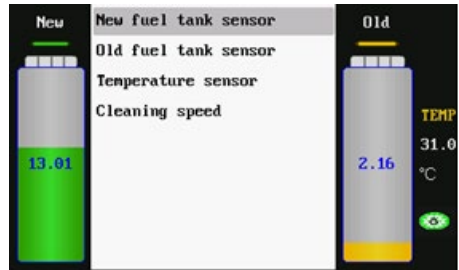 New
New fuel tank sensor
Old fuel tank sensor
Temperature sensor
Cleaning speed
13.01
Old
2.16
TEMP
31.0
℃